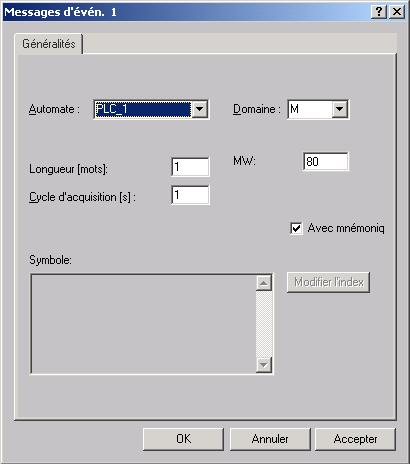 Messages d'évén. 1
Généralités
Automate : PLC_1 Domaine : M
Longueur [mots]: 1 MW: 80
Cycle d'acquisition [s] : 1
Avec mnémoniq
Symbole:
Modifier l'index
OK Annuler Accepter